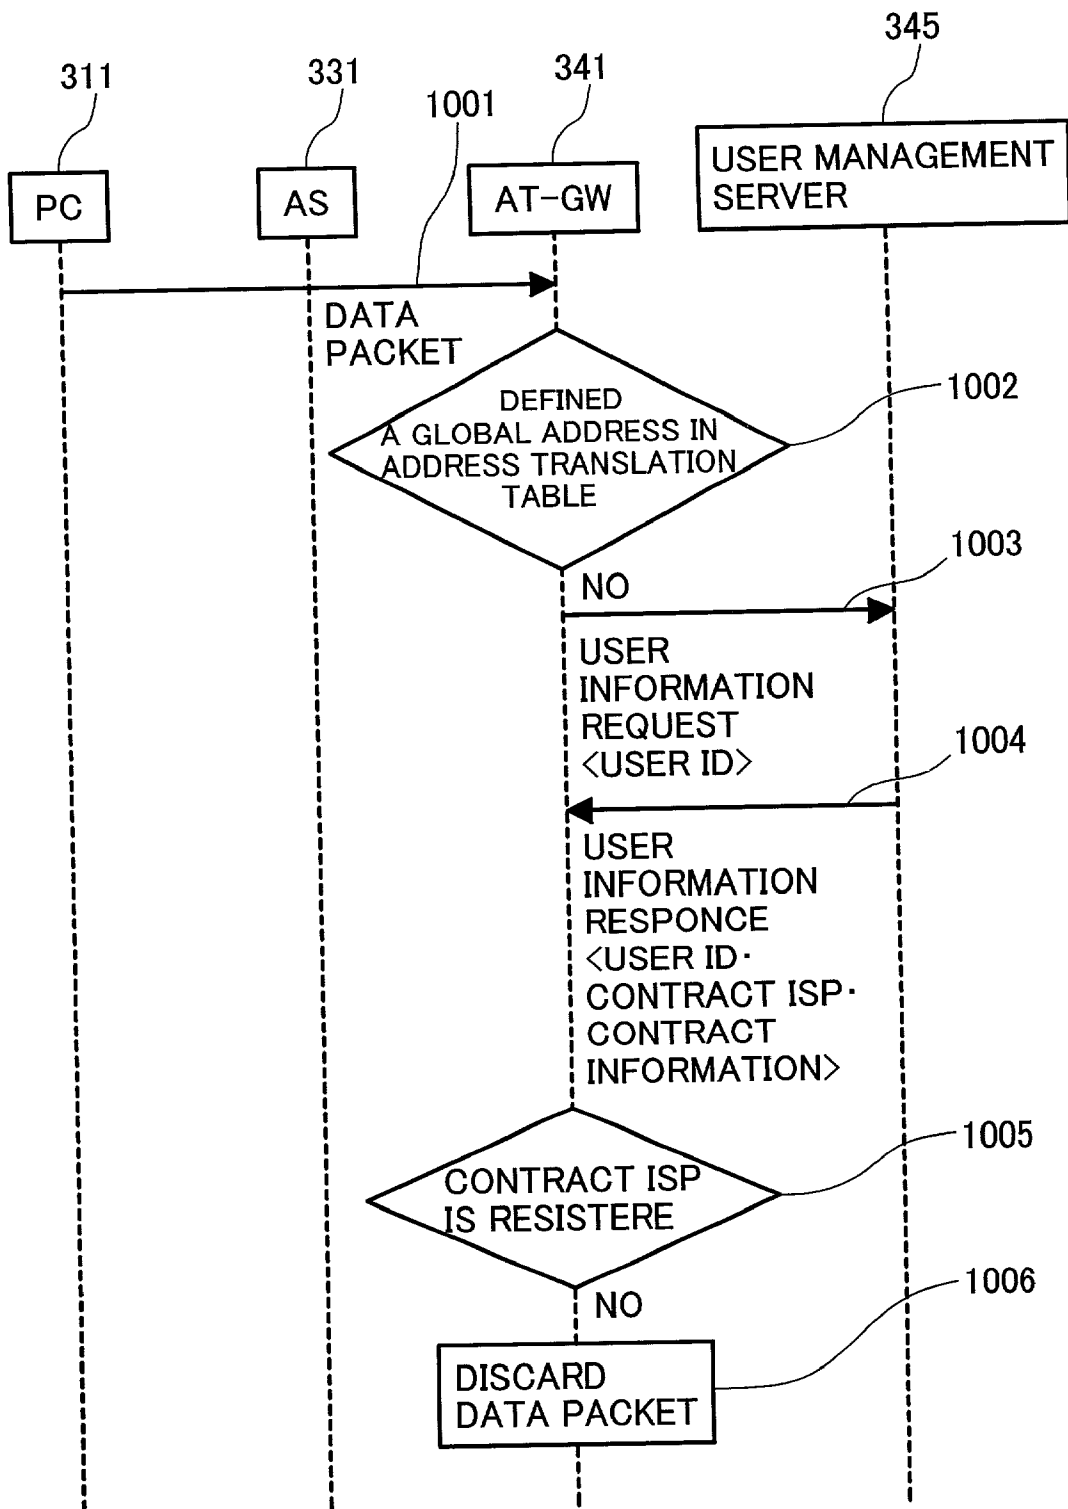 345
311
331
341
1001
PC
AS
AT-GW
USER MANAGEMENT
SERVER
DATA
PACKET
1002
DEFINED
A GLOBAL ADDRESS IN
ADDRESS TRANSLATION
TABLE
1003
NO
USER
INFORMATION
REQUEST
<USER ID>
1004
USER
INFORMATION
RESPONCE
<USER ID·
CONTRACT ISP·
CONTRACT
INFORMATION>
1005
CONTRACT ISP
IS RESISTERE
1006
NO
DISCARD
DATA PACKET